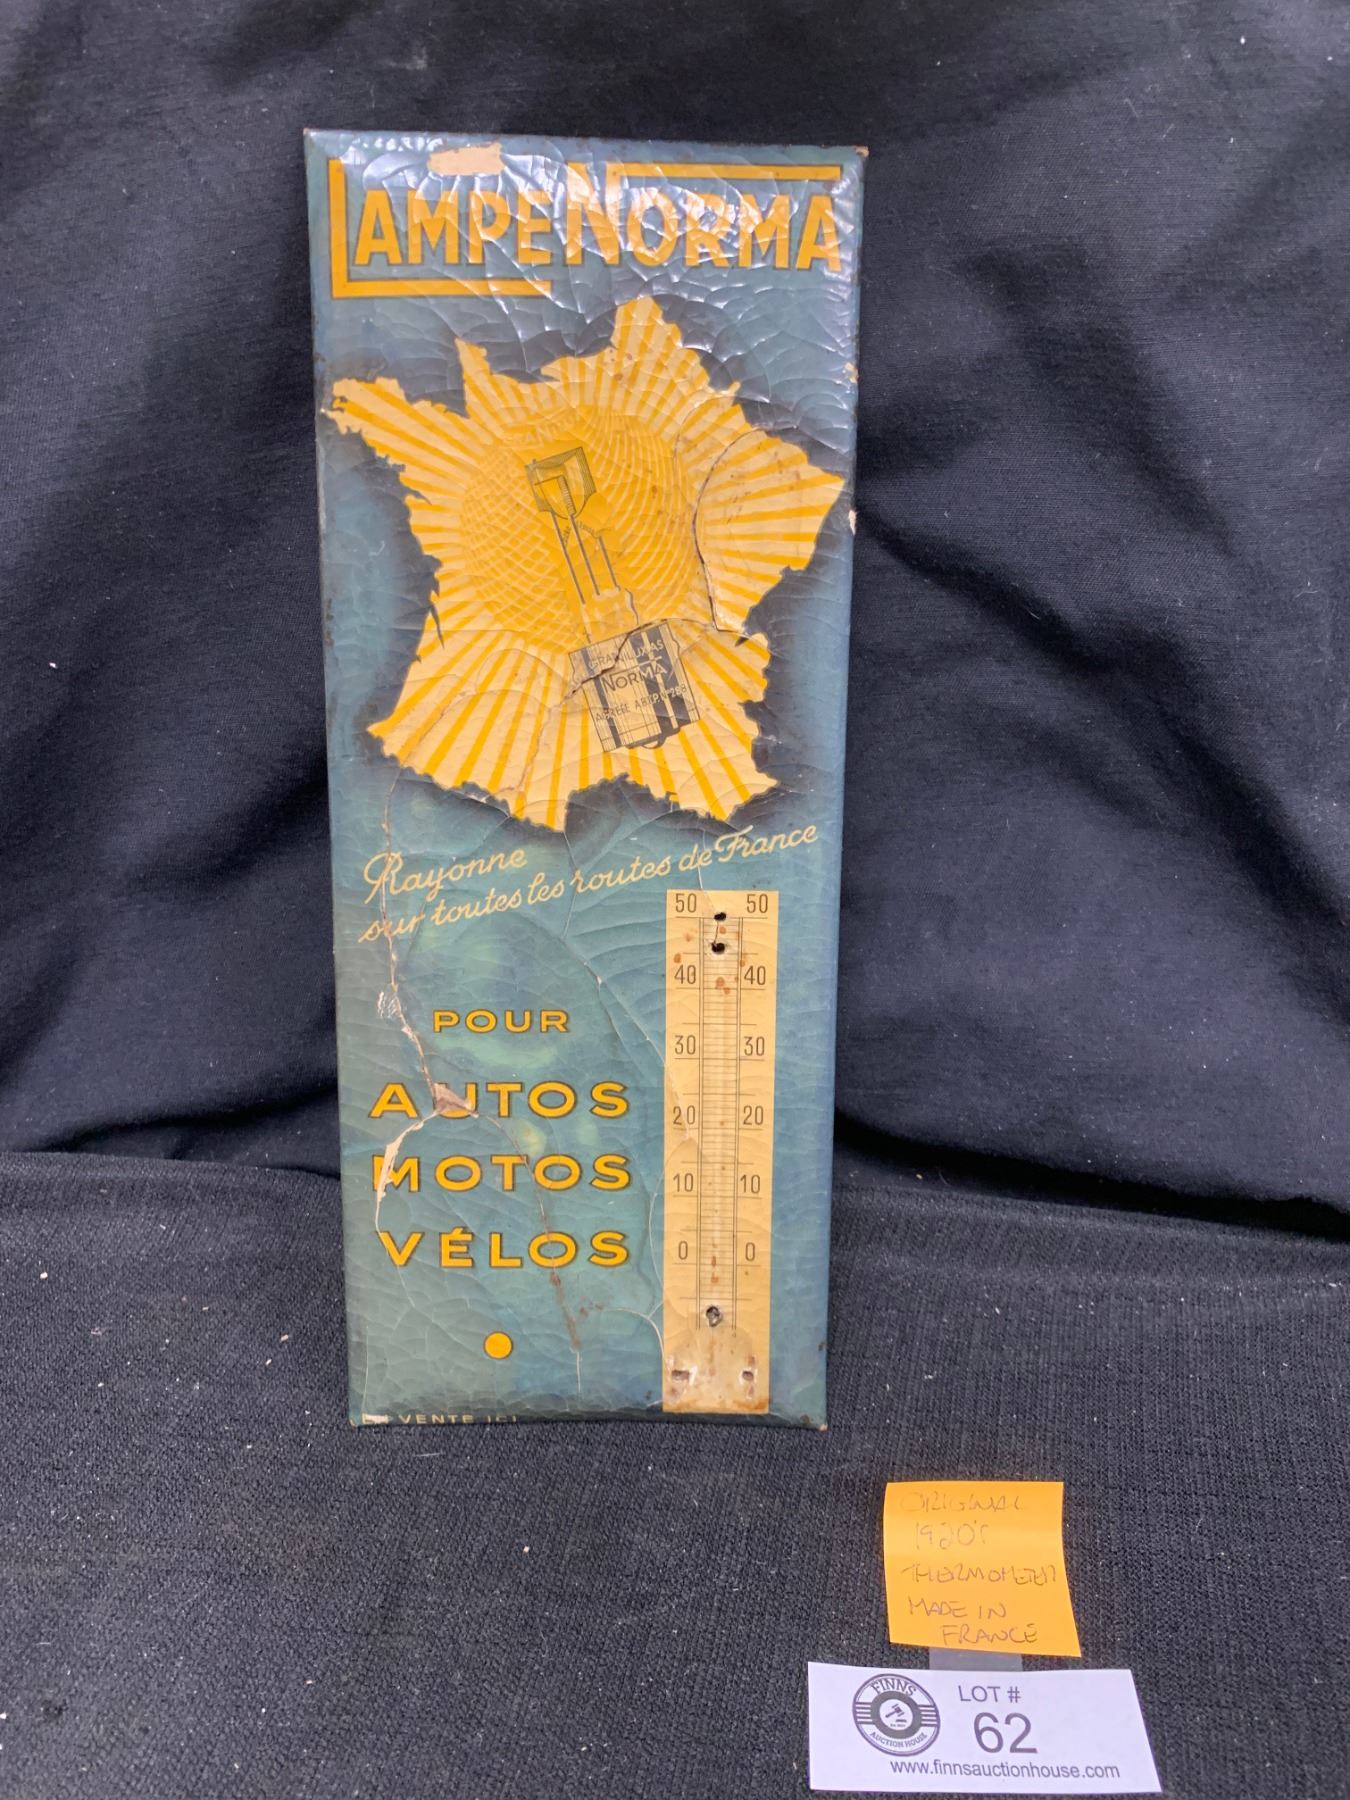 LAMPENORMA
NORMA
Rayonne
sur toutes les routes de France
50 50
40 40
30 30
20 20
10 10
0 0
POUR
AUTOS
MOTOS
VÉLOS
VENTE ICI
ORIGINAL
1920's
THERMOMETER
MADE IN
FRANCE
FINNS
AUCTION HOUSE
LOT #
62
www.finnsauctionhouse.com